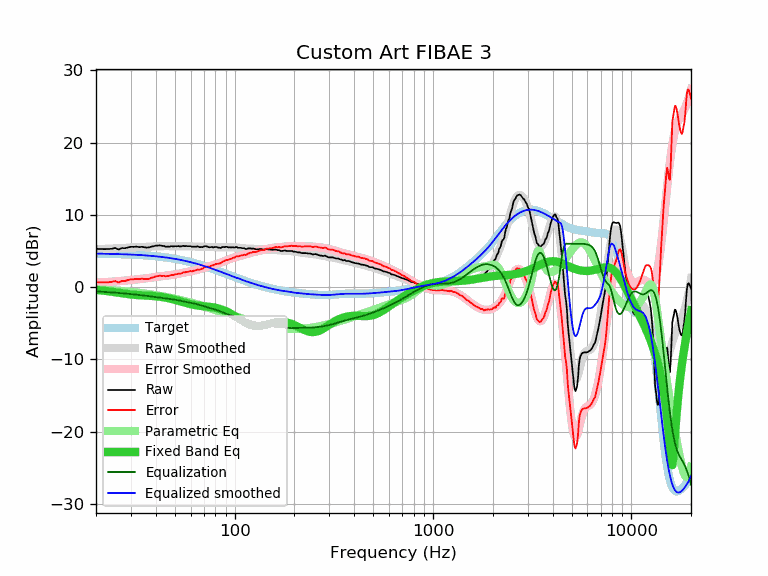 Custom Art FIBAE 3
30
20
10
0
−10
−20
−30
Amplitude (dBr)
Target
Raw Smoothed
Error Smoothed
Raw
Error
Parametric Eq
Fixed Band Eq
Equalization
Equalized smoothed
100 1000 10000
Frequency (Hz)